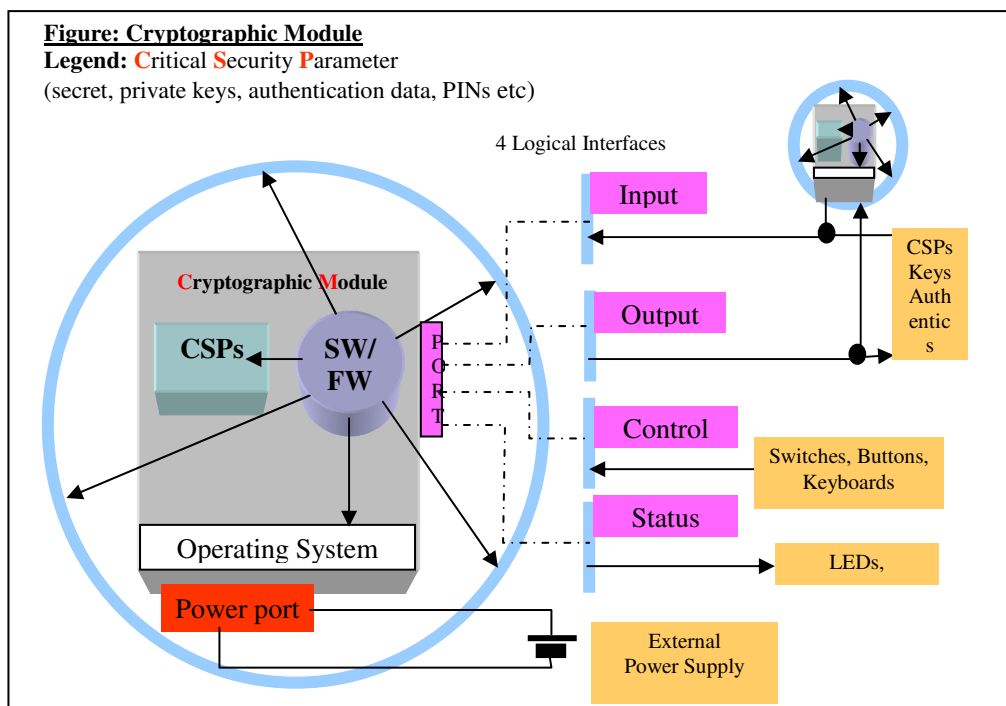 Figure: Cryptographic Module
Legend: Critical Security Parameter
(secret, private keys, authentication data, PINs etc)
4 Logical Interfaces
Input
CSPs
Keys
Auth
entic
s
Cryptographic Module
CSPs
SW/
FW
P
O
R
T
Output
Control
Switches, Buttons,
Keyboards
Status
LEDs,
Operating System
Power port
External
Power Supply